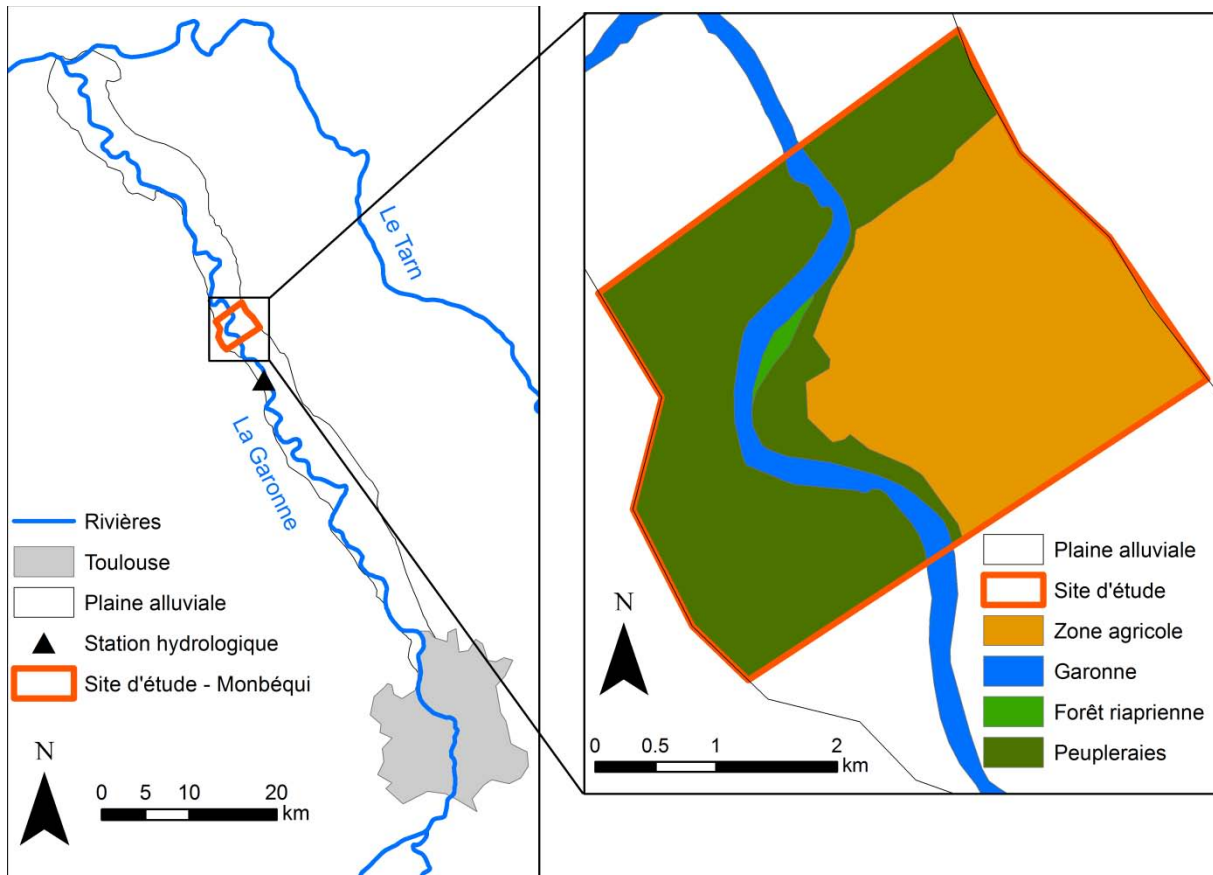 Le Tarn
La Garonne
Rivières
Toulouse
Plaine alluviale
Station hydrologique
Site d'étude - Monbéqui
N
0 5 10 20
km
Plaine alluviale
Site d'étude
Zone agricole
Garonne
Forêt riaprienne
Peupleraies
N
0 0.5 1 2
km